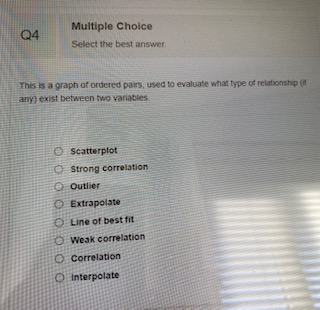 Q4
Multiple Choice
Select the best answer.
This is a graph of ordered pairs, used to evaluate what type of relationship (if
any) exist between two variables.
Scatterplot
Strong correlation
Outlier
Extrapolate
Line of best fit
Weak correlation
Correlation
Interpolate